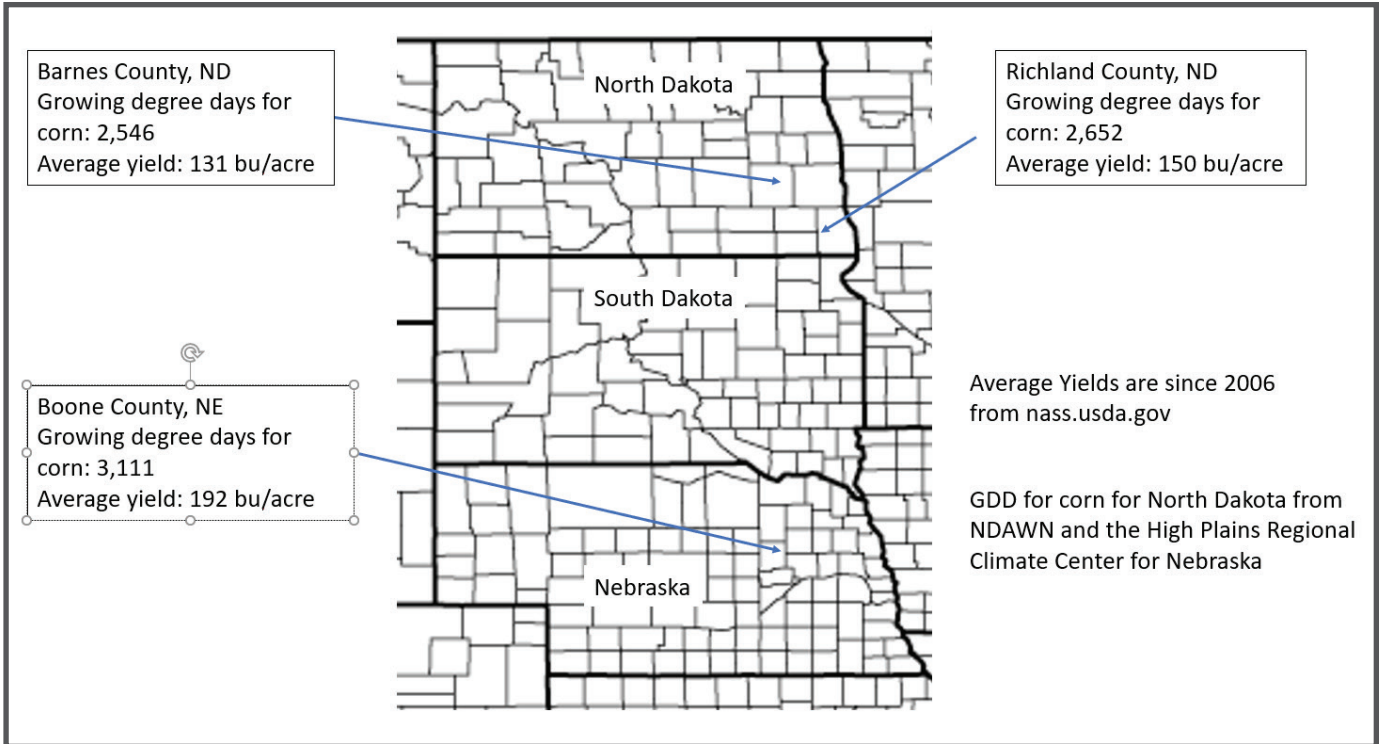 Barnes County, ND
Growing degree days for
corn: 2,546
Average yield: 131 bu/acre
North Dakota
Richland County, ND
Growing degree days for
corn: 2,652
Average yield: 150 bu/acre
South Dakota
Boone County, NE
Growing degree days for
corn: 3,111
Average yield: 192 bu/acre
Average Yields are since 2006
from nass.usda.gov
GDD for corn for North Dakota from
NDAWN and the High Plains Regional
Climate Center for Nebraska
Nebraska